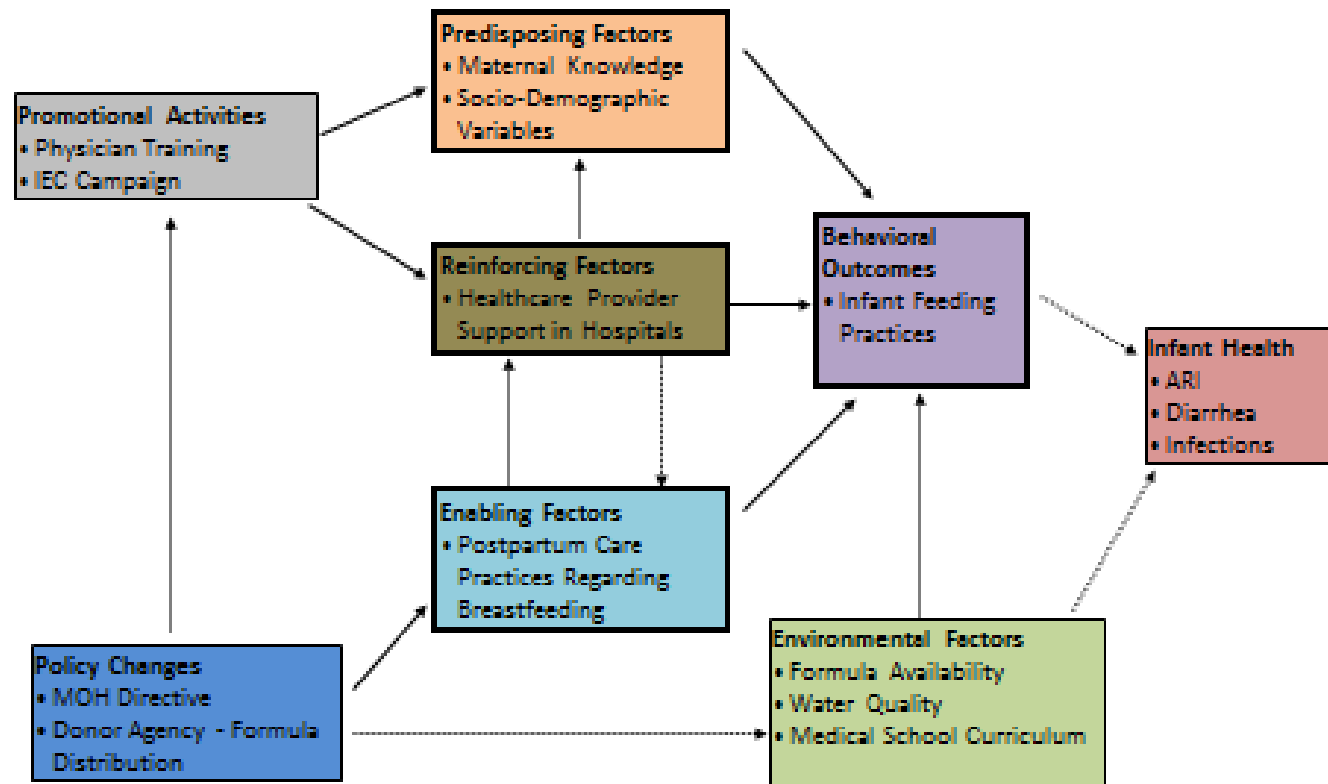 Predisposing Factors
• Maternal Knowledge
• Socio-Demographic
Variables
Promotional Activities
• Physician Training
• IEC Campaign
Reinforcing Factors
• Healthcare Provider
Support in Hospitals
Behavioral
Outcomes
• Infant Feeding
Practices
Infant Health
• ARI
• Diarrhea
• Infections
Enabling Factors
• Postpartum Care
Practices Regarding
Breastfeeding
Policy Changes
• MOH Directive
• Donor Agency - Formula
Distribution
Environmental Factors
• Formula Availability
• Water Quality
• Medical School Curriculum